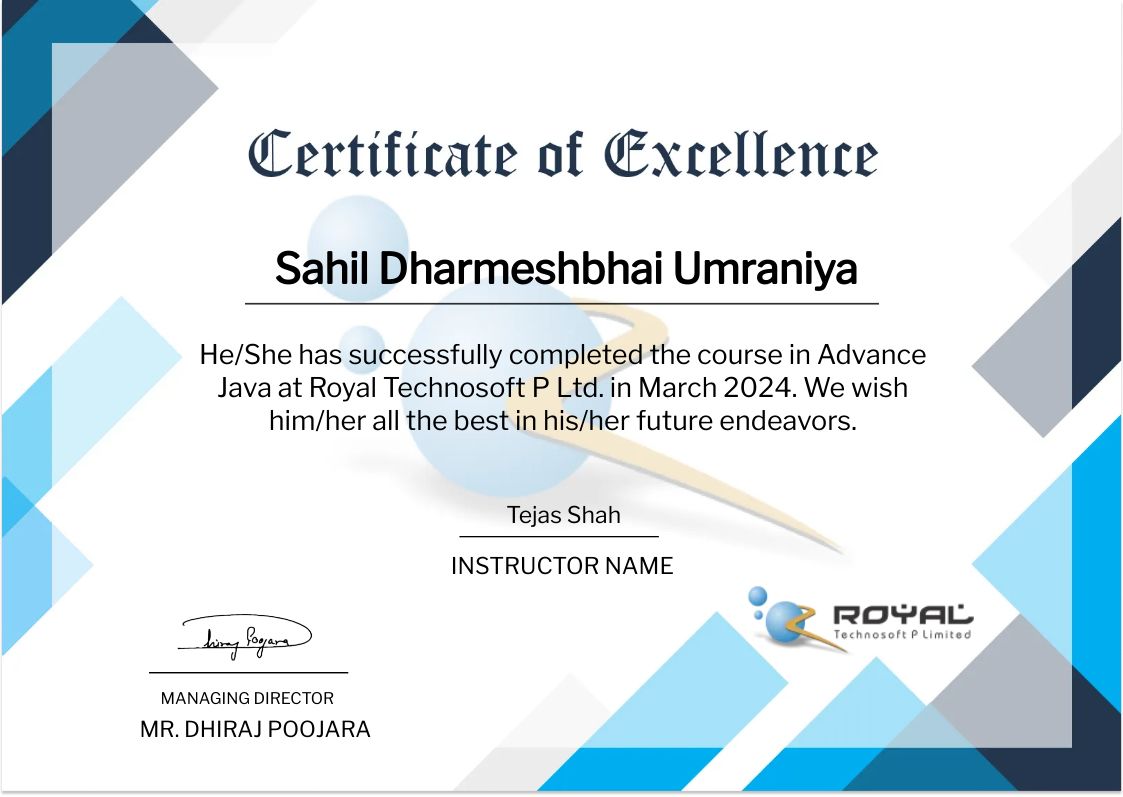 Certificate of Excellence
Sahil Dharmeshbhai Umraniya
He/She has successfully completed the course in Advance
Java at Royal Technosoft P Ltd. in March 2024. We wish
him/her all the best in his/her future endeavors.
Tejas Shah
INSTRUCTOR NAME
ROYAL
Technosoft P Limited
Dhiraj Poojara
MANAGING DIRECTOR
MR. DHIRAJ POOJARA